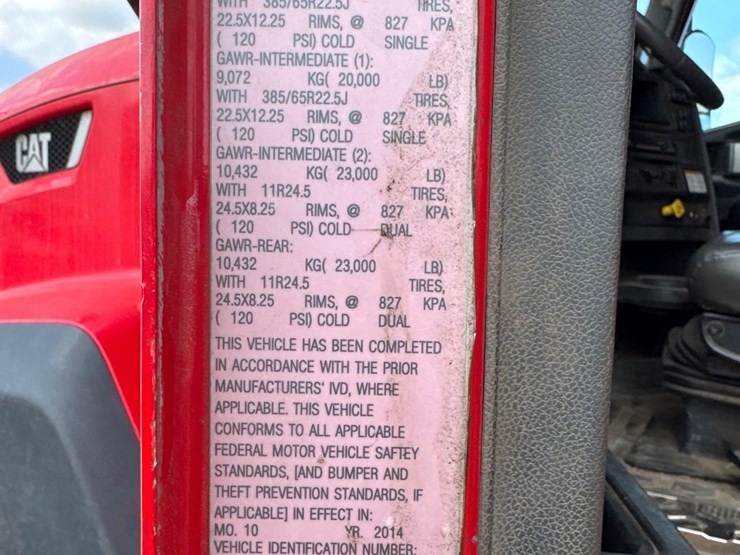 WITH 385/65R22.5J TIRES,
22.5X12.25 RIMS, @ 827 KPA
( 120 PSI) COLD SINGLE
GAWR-INTERMEDIATE (1):
9,072 KG( 20,000 LB)
WITH 385/65R22.5J TIRES,
22.5X12.25 RIMS, @ 827 KPA
( 120 PSI) COLD SINGLE
GAWR-INTERMEDIATE (2):
10,432 KG( 23,000 LB)
WITH 11R24.5 TIRES,
24.5X8.25 RIMS, @ 827 KPA
( 120 PSI) COLD DUAL
GAWR-REAR:
10,432 KG( 23,000 LB)
WITH 11R24.5 TIRES,
24.5X8.25 RIMS, @ 827 KPA
( 120 PSI) COLD DUAL
THIS VEHICLE HAS BEEN COMPLETED
IN ACCORDANCE WITH THE PRIOR
MANUFACTURERS' IVD, WHERE
APPLICABLE. THIS VEHICLE
CONFORMS TO ALL APPLICABLE
FEDERAL MOTOR VEHICLE SAFTEY
STANDARDS, [AND BUMPER AND
THEFT PREVENTION STANDARDS, IF
APPLICABLE] IN EFFECT IN:
MO. 10 YR. 2014
VEHICLE IDENTIFICATION NUMBER:
CAT